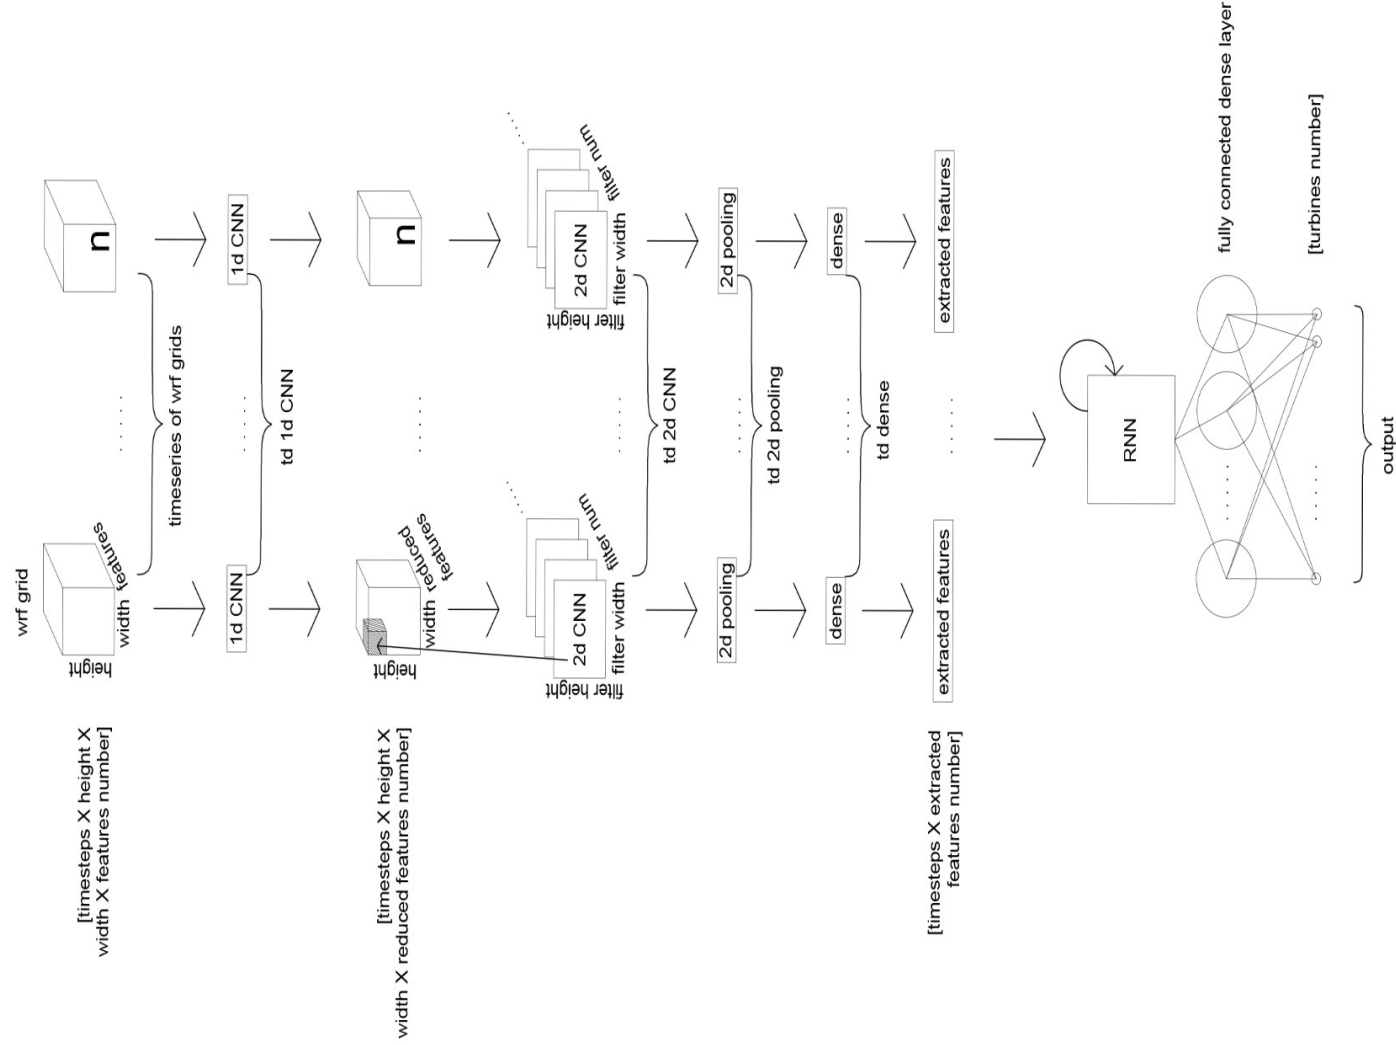 wrf grid
height
width
features
n
[timesteps X height X
width X features number]
timeseries of wrf grids
1d CNN
1d CNN
td 1d CNN
height
width
reduced
features
n
[timesteps X height X
width X reduced features number]
2d CNN
filter height
filter width
filter num
2d CNN
filter height
filter width
filter num
td 2d CNN
2d pooling
2d pooling
td 2d pooling
dense
dense
td dense
extracted features
extracted features
[timesteps X extracted
features number]
RNN
fully connected dense layer
[turbines number]
output